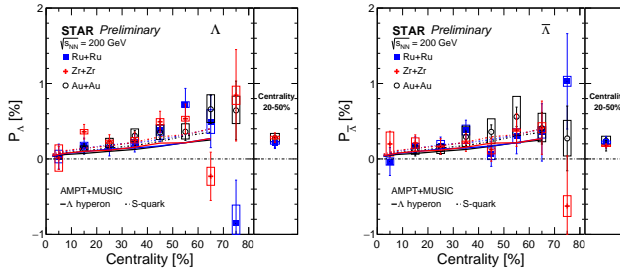 STAR Preliminary Λ
√sNN = 200 GeV
Ru+Ru
Zr+Zr
Au+Au
Centrality
20-50%
AMPT+MUSIC
Λ hyperon S-quark
PΛ [%]
2
1
0
−1
0 10 20 30 40 50 60 70 80
Centrality [%]
STAR Preliminary Λ̅
√sNN = 200 GeV
Ru+Ru
Zr+Zr
Au+Au
Centrality
20-50%
AMPT+MUSIC
Λ̅ hyperon S-quark
PΛ̅ [%]
2
1
0
−1
0 10 20 30 40 50 60 70 80
Centrality [%]